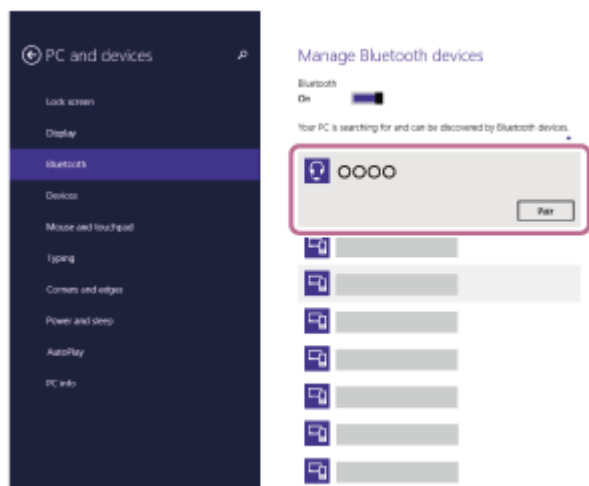 PC and devices
Lock screen
Display
Bluetooth
Devices
Mouse and touchpad
Typing
Corners and edges
Power and sleep
AutoPlay
PC info
Manage Bluetooth devices
Bluetooth
On
Your PC is searching for and can be discovered by Bluetooth devices.
OOOO
Pair